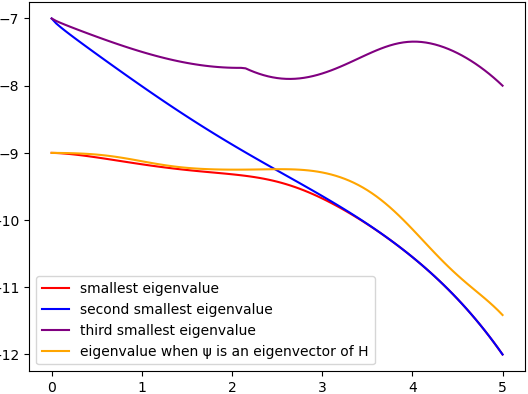 −7
−8
−9
−10
−11
−12
smallest eigenvalue
second smallest eigenvalue
third smallest eigenvalue
eigenvalue when ψ is an eigenvector of H
0 1 2 3 4 5